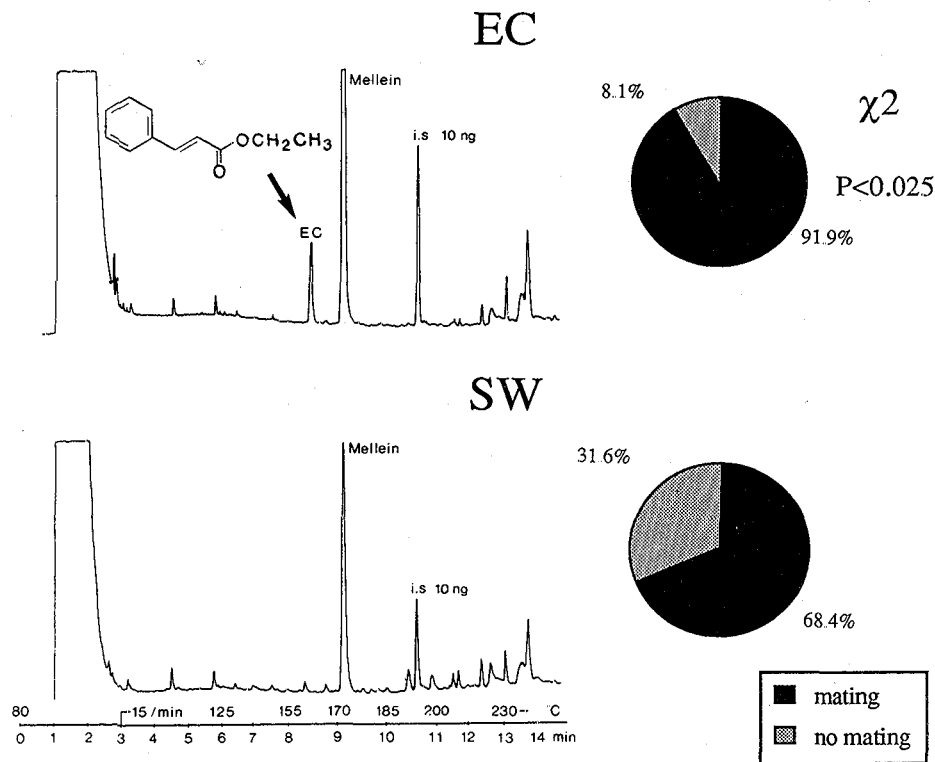 EC
Mellein
8.1%
χ2
OCH2CH3
O
i.s 10 ng
P<0.025
EC
91.9%
SW
Mellein
31.6%
i.s 10 ng
68.4%
80 15/min 125 155 170 185 200 230-- °C
0 1 2 3 4 5 6 7 8 9 10 11 12 13 14 min
mating
no mating